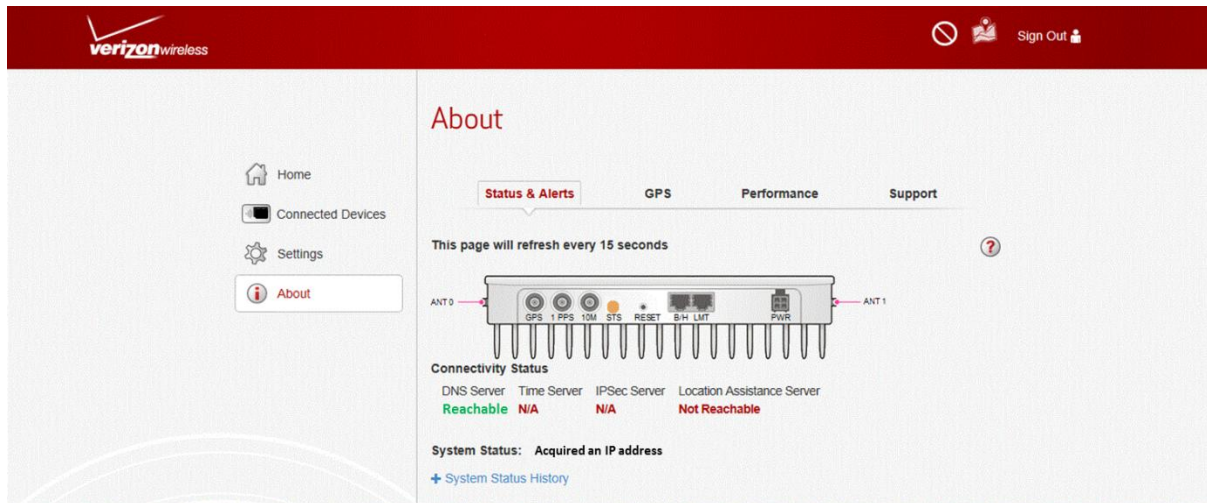 verizonwireless
Sign Out
About
Home
Connected Devices
Settings
About
Status & Alerts GPS Performance Support
This page will refresh every 15 seconds
?
ANT 0
GPS 1 PPS 10M STS RESET B/H LMT PWR
ANT 1
Connectivity Status
DNS Server Time Server IPSec Server Location Assistance Server
Reachable N/A N/A Not Reachable
System Status: Acquired an IP address
+ System Status History